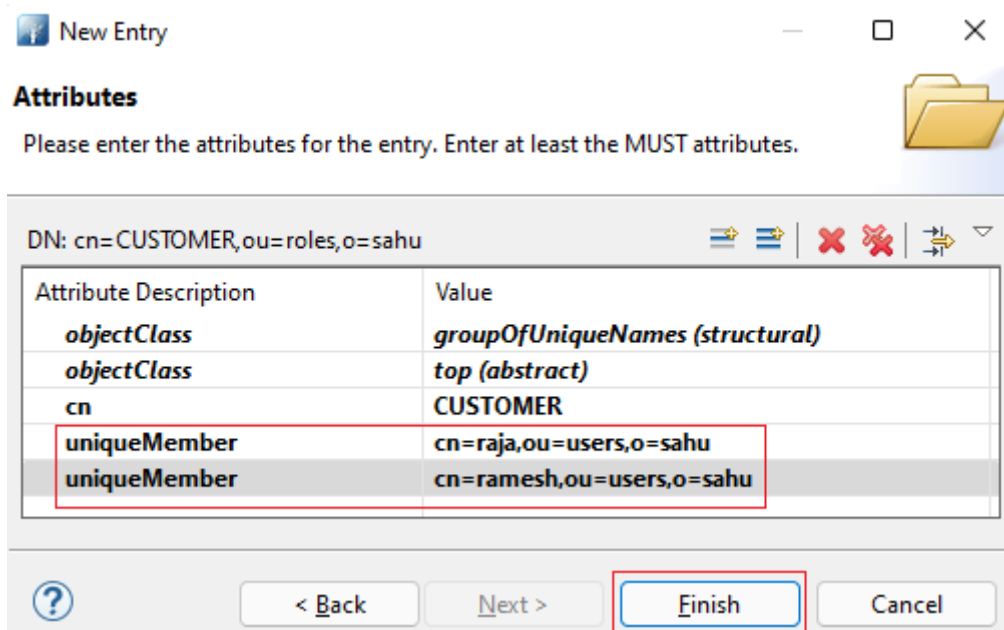 New Entry
Attributes
Please enter the attributes for the entry. Enter at least the MUST attributes.
DN: cn=CUSTOMER,ou=roles,o=sahu
Attribute Description Value
objectClass groupOfUniqueNames (structural)
objectClass top (abstract)
cn CUSTOMER
uniqueMember cn=raja,ou=users,o=sahu
uniqueMember cn=ramesh,ou=users,o=sahu
? < Back Next > Finish Cancel